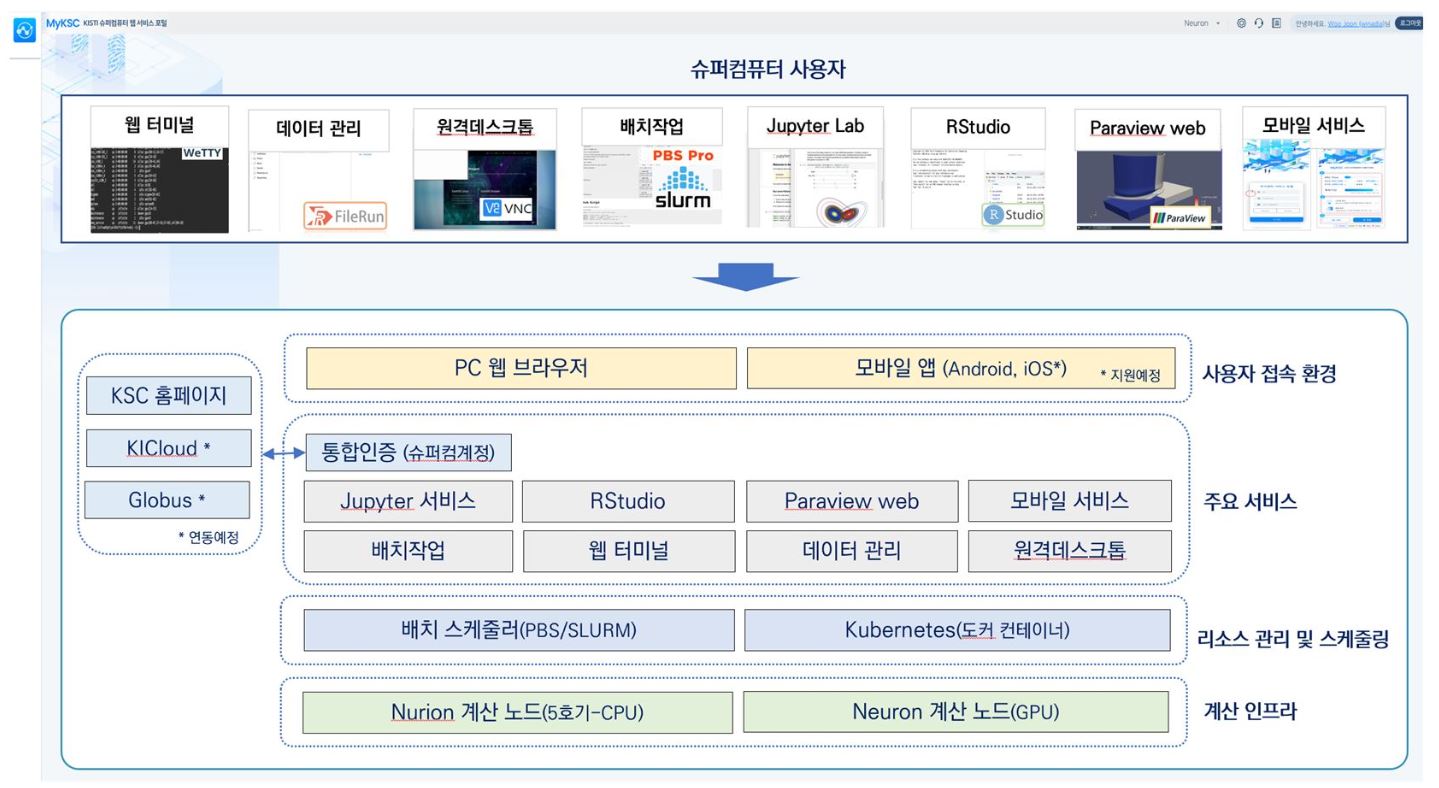 MyKSC KISTI 슈퍼컴퓨터 웹 서비스 포털
Neuron
안녕하세요. Woo Joon (wnadia)님
로그아웃
슈퍼컴퓨터 사용자
웹 터미널
WeTTY
데이터 관리
FileRun
원격데스크톱
VNC
배치작업
PBS Pro
slurm
Jupyter Lab
RStudio
R Studio
Paraview web
ParaView
모바일 서비스
PC 웹 브라우저
모바일 앱 (Android, iOS*)
* 지원예정
사용자 접속 환경
KSC 홈페이지
KICloud *
Globus *
* 연동예정
통합인증 (슈퍼컴계정)
Jupyter 서비스
RStudio
Paraview web
모바일 서비스
배치작업
웹 터미널
데이터 관리
원격데스크톱
주요 서비스
배치 스케줄러(PBS/SLURM)
Kubernetes(도커 컨테이너)
리소스 관리 및 스케줄링
Nurion 계산 노드(5호기-CPU)
Neuron 계산 노드(GPU)
계산 인프라